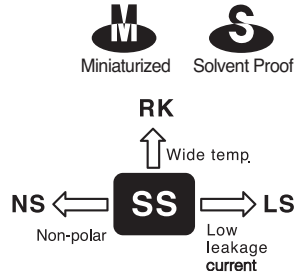 M S
Miniaturized Solvent Proof
RK
Wide temp.
NS SS LS
Non-polar
Low
leakage
current